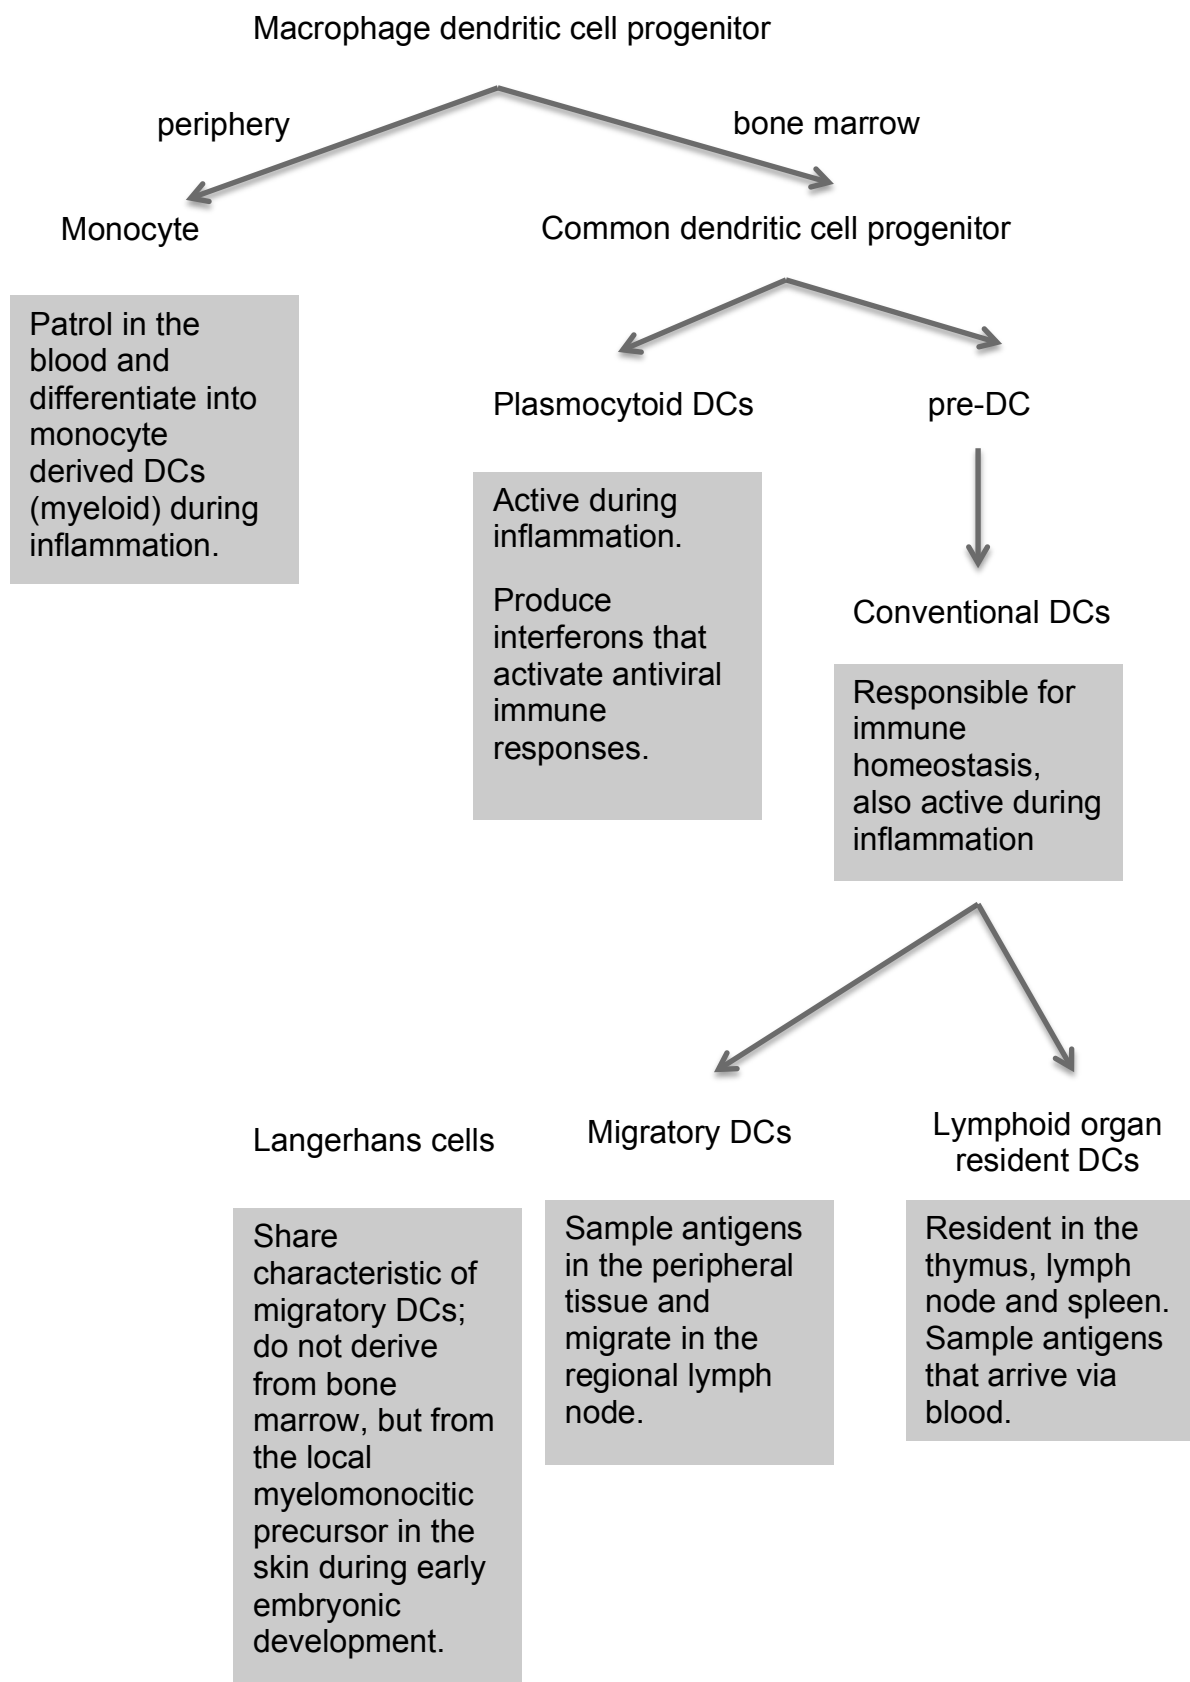 Macrophage dendritic cell progenitor
periphery
bone marrow
Monocyte
Common dendritic cell progenitor
Patrol in the
blood and
differentiate into
monocyte
derived DCs
(myeloid) during
inflammation.
Plasmocytoid DCs
pre-DC
Active during
inflammation.
Produce
interferons that
activate antiviral
immune
responses.
Conventional DCs
Responsible for
immune
homeostasis,
also active during
inflammation
Langerhans cells
Migratory DCs
Lymphoid organ
resident DCs
Share
characteristic of
migratory DCs;
do not derive
from bone
marrow, but from
the local
myelomonocitic
precursor in the
skin during early
embryonic
development.
Sample antigens
in the peripheral
tissue and
migrate in the
regional lymph
node.
Resident in the
thymus, lymph
node and spleen.
Sample antigens
that arrive via
blood.